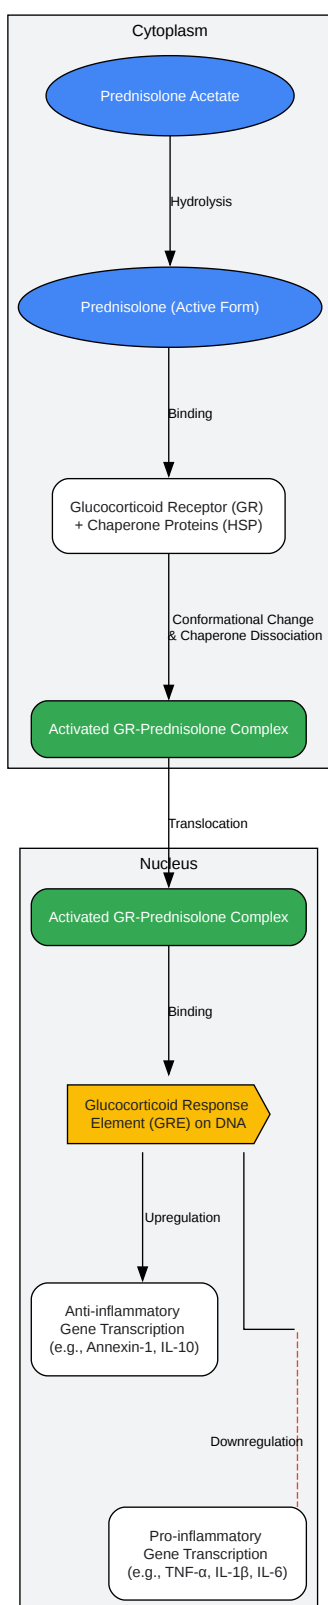 Cytoplasm
Prednisolone Acetate
Hydrolysis
Prednisolone (Active Form)
Binding
Glucocorticoid Receptor (GR)
+ Chaperone Proteins (HSP)
Conformational Change
& Chaperone Dissociation
Activated GR-Prednisolone Complex
Translocation
Nucleus
Activated GR-Prednisolone Complex
Binding
Glucocorticoid Response
Element (GRE) on DNA
Upregulation
Anti-inflammatory
Gene Transcription
(e.g., Annexin-1, IL-10)
Downregulation
Pro-inflammatory
Gene Transcription
(e.g., TNF-α, IL-1β, IL-6)